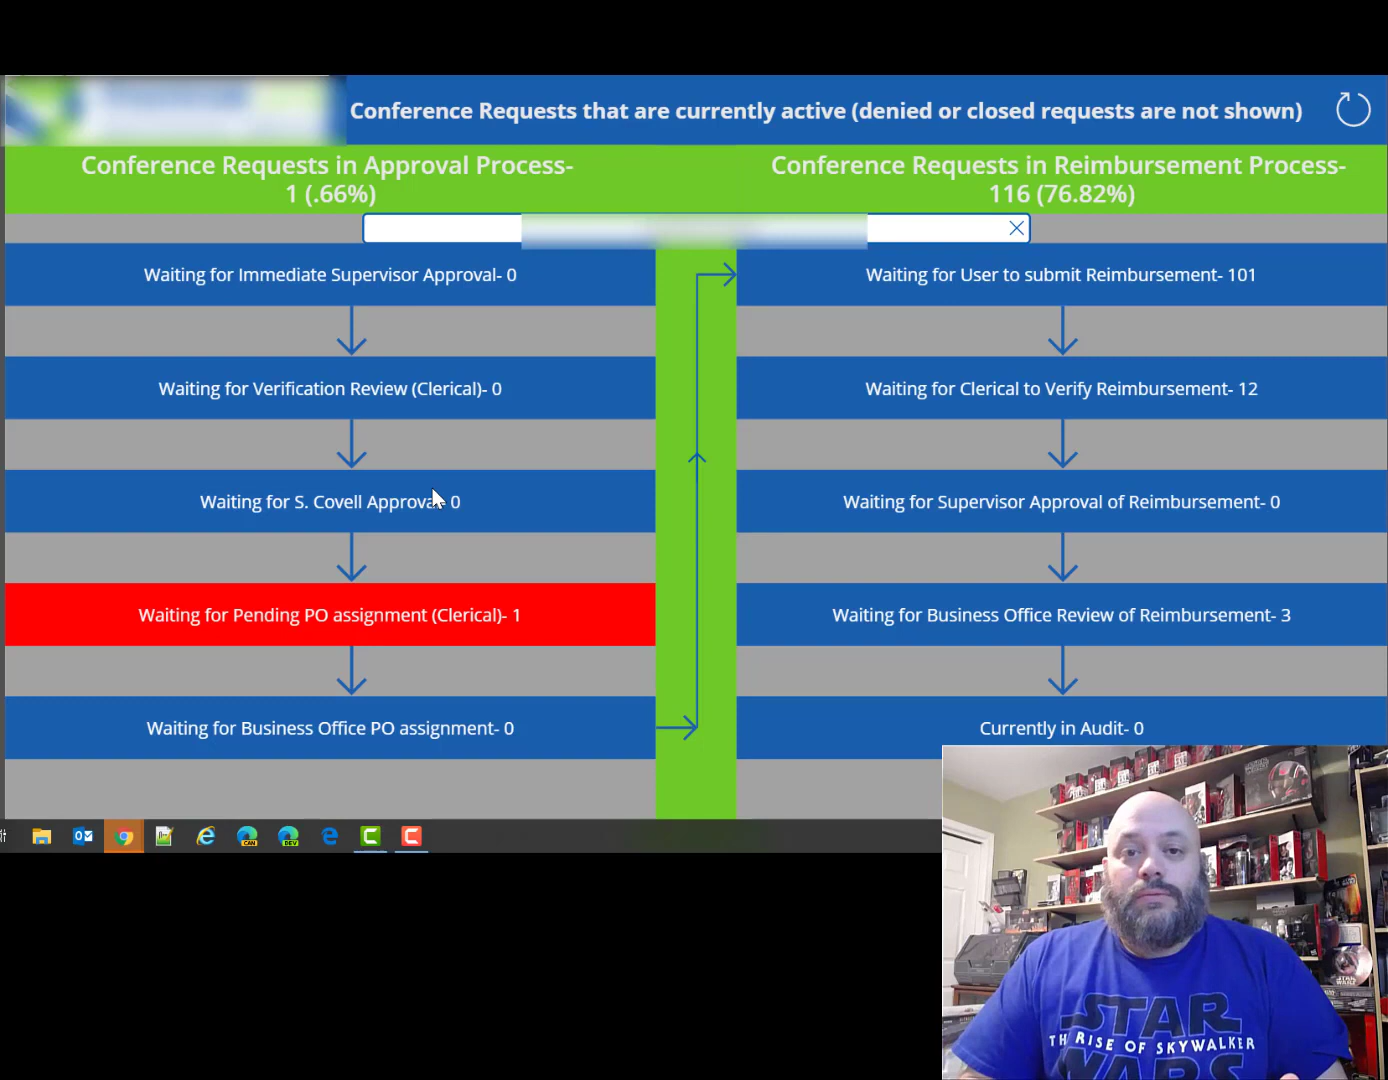 Conference Requests that are currently active (denied or closed requests are not shown)
Conference Requests in Approval Process-
1 (.66%)
Conference Requests in Reimbursement Process-
116 (76.82%)
Waiting for Immediate Supervisor Approval- 0
Waiting for User to submit Reimbursement- 101
Waiting for Verification Review (Clerical)- 0
Waiting for Clerical to Verify Reimbursement- 12
Waiting for S. Covell Approval- 0
Waiting for Supervisor Approval of Reimbursement- 0
Waiting for Pending PO assignment (Clerical)- 1
Waiting for Business Office Review of Reimbursement- 3
Waiting for Business Office PO assignment- 0
Currently in Audit- 0
CAN
DEV
STAR
THE RISE OF SKYWALKER
WARS